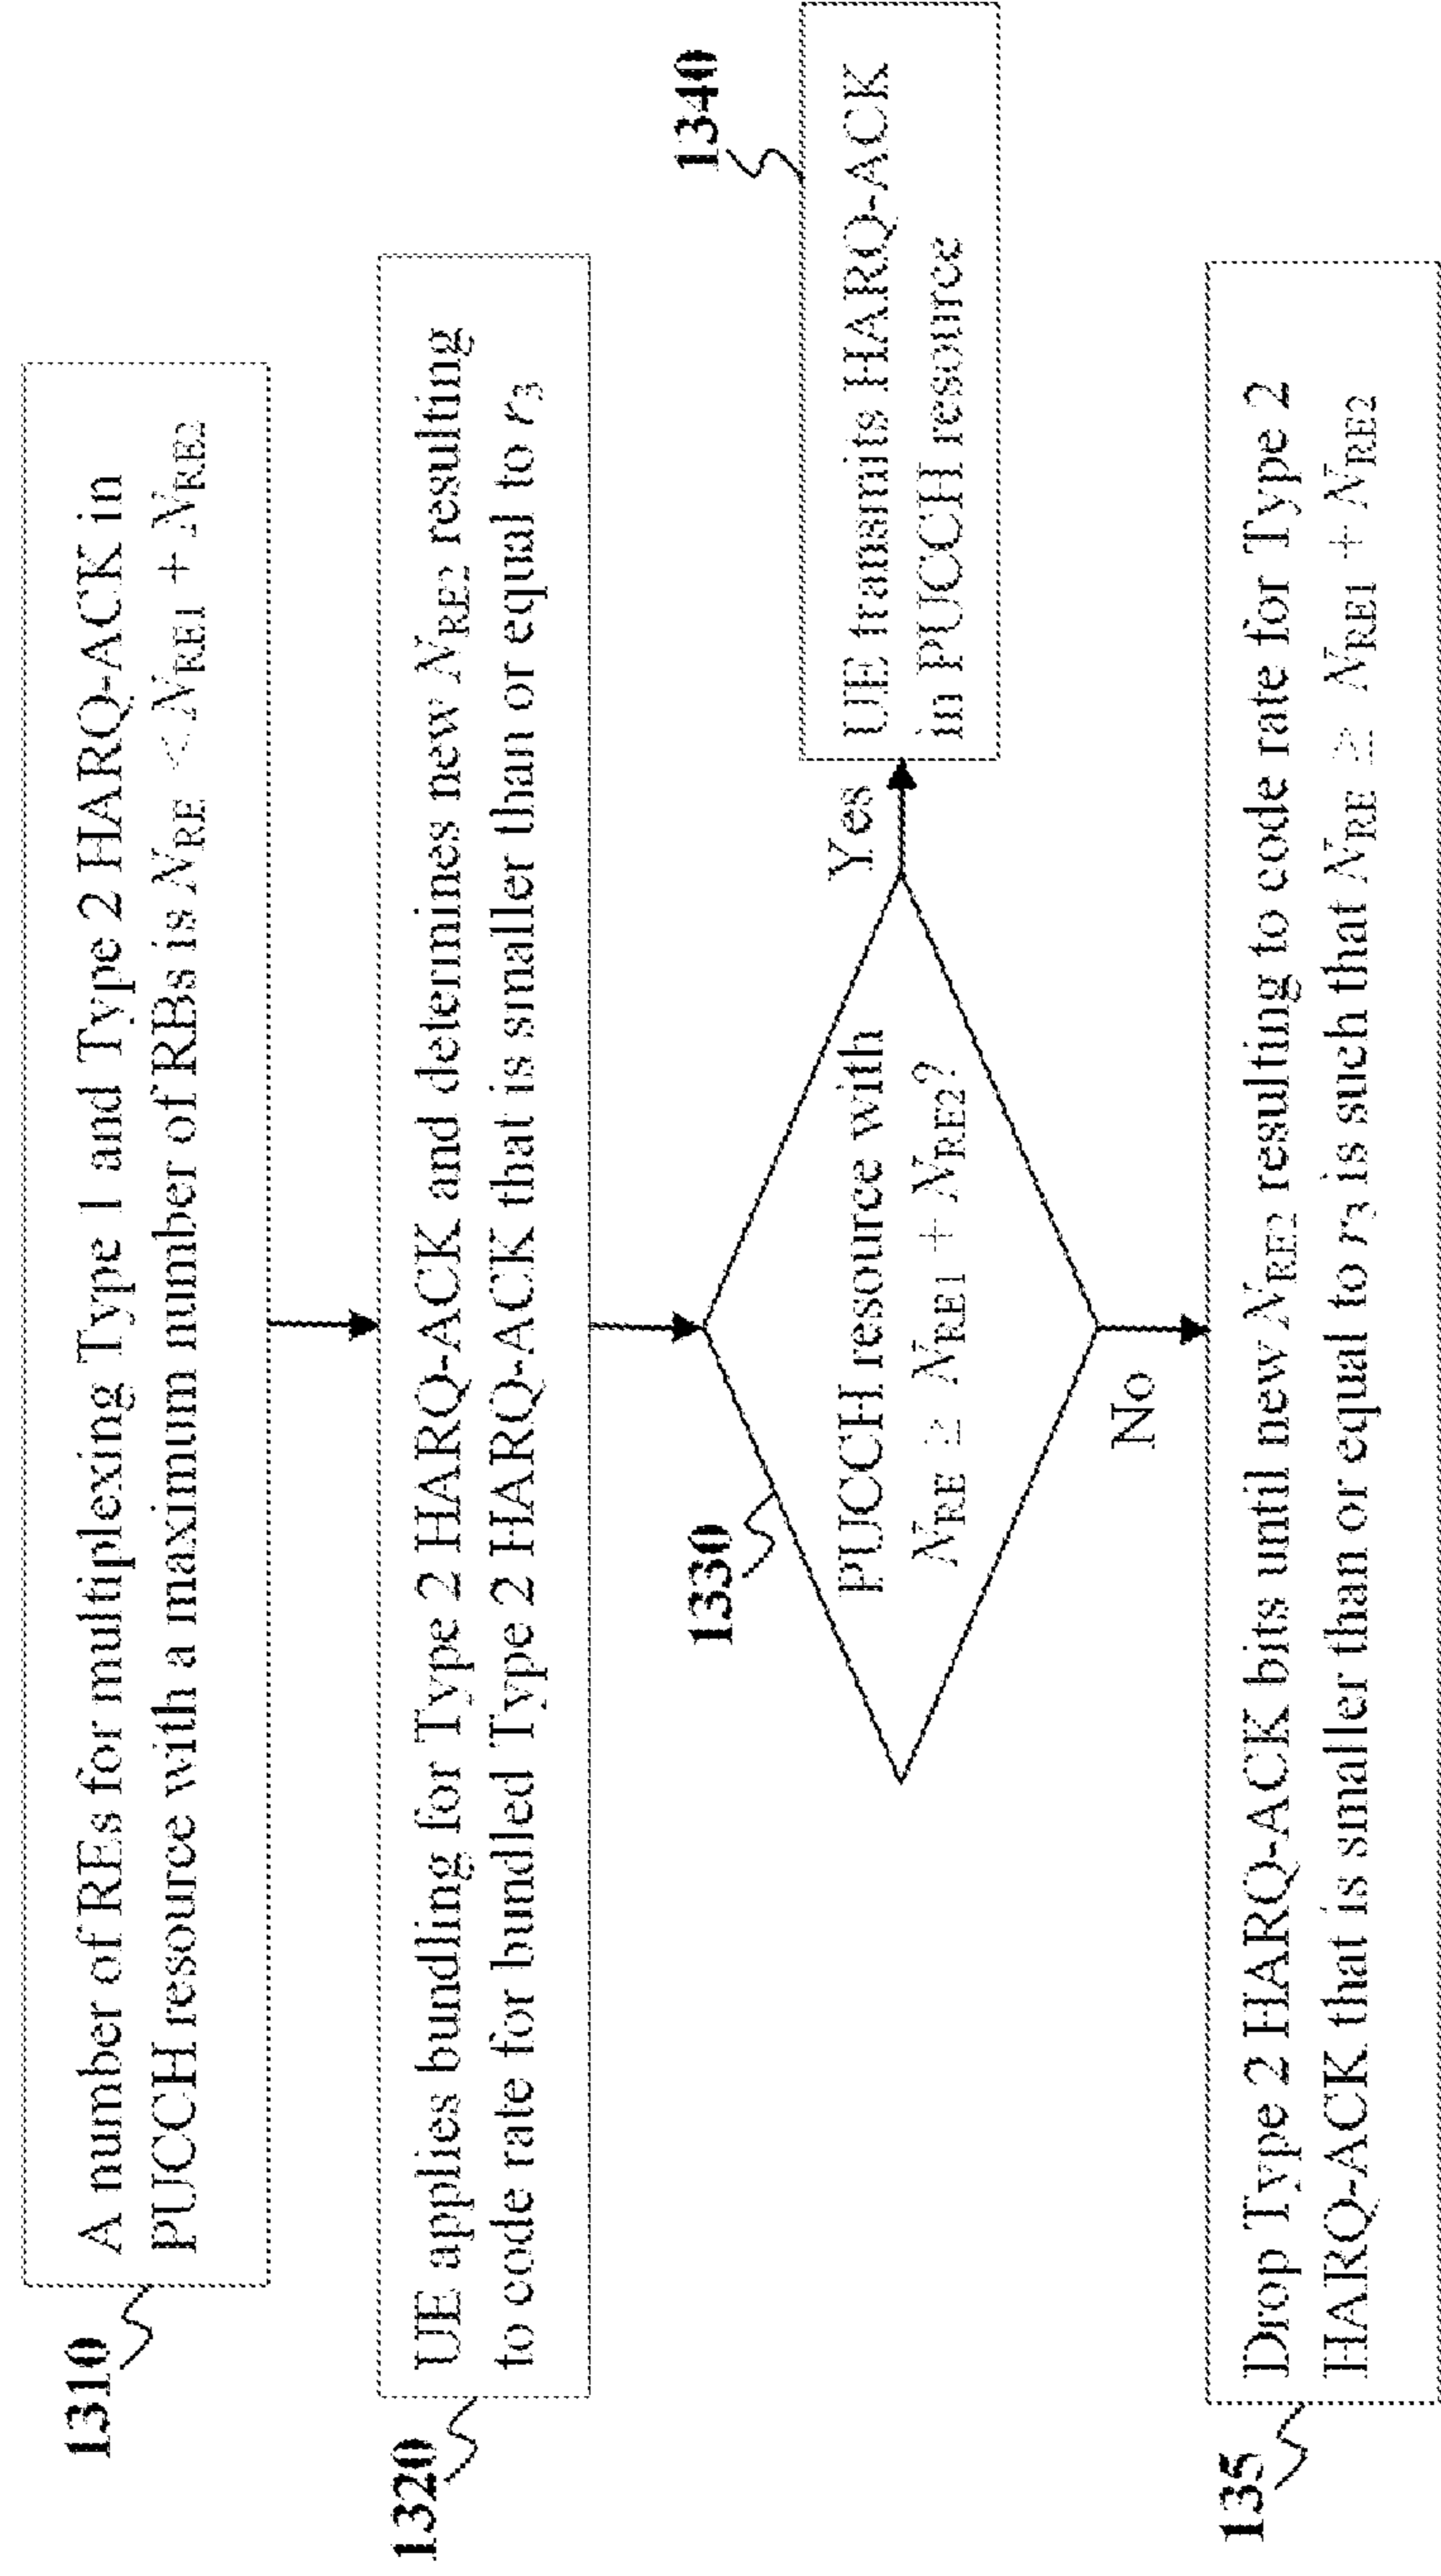 1310
A number of REs for multiplexing Type 1 and Type 2 HARQ-ACK in
PUCCH resource with a maximum number of RBs is NRE < NRE1 + NRE2
1320
UE applies bundling for Type 2 HARQ-ACK and determines new NRE2 resulting
to code rate for bundled Type 2 HARQ-ACK that is smaller than or equal to r3
1330
PUCCH resource with
NRE ≥ NRE1 + NRE2?
Yes
1340
UE transmits HARQ-ACK
in PUCCH resource
No
135
Drop Type 2 HARQ-ACK bits until new NRE2 resulting to code rate for Type 2
HARQ-ACK that is smaller than or equal to r3 is such that NRE ≥ NRE1 + NRE2